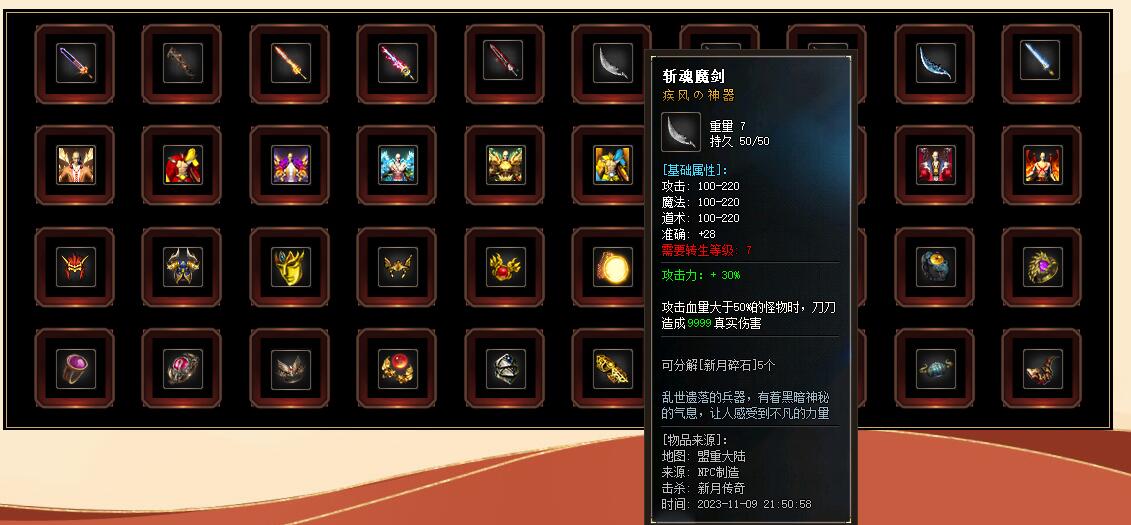 斩魂魔剑
疾风の神器
重量 7
持久 50/50
[基础属性]:
攻击: 100-220
魔法: 100-220
道术: 100-220
准确: +28
需要转生等级: 7
攻击力: + 30%
攻击血量大于50%的怪物时，刀刀
造成9999真实伤害
可分解[新月碎石]5个
乱世遗落的兵器，有着黑暗神秘
的气息，让人感受到不凡的力量
[物品来源]:
地图: 盟重大陆
来源: NPC制造
击杀: 新月传奇
时间: 2023-11-09 21:50:58